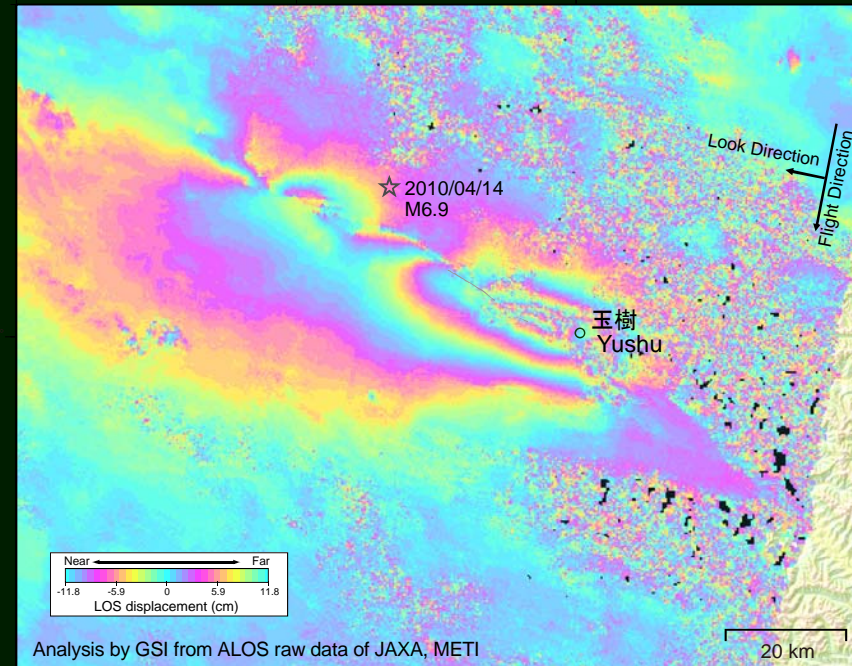 Look Direction
Flight Direction
2010/04/14
M6.9
玉樹
Yushu
Near Far
-11.8 -5.9 0 5.9 11.8
LOS displacement (cm)
Analysis by GSI from ALOS raw data of JAXA, METI
20 km